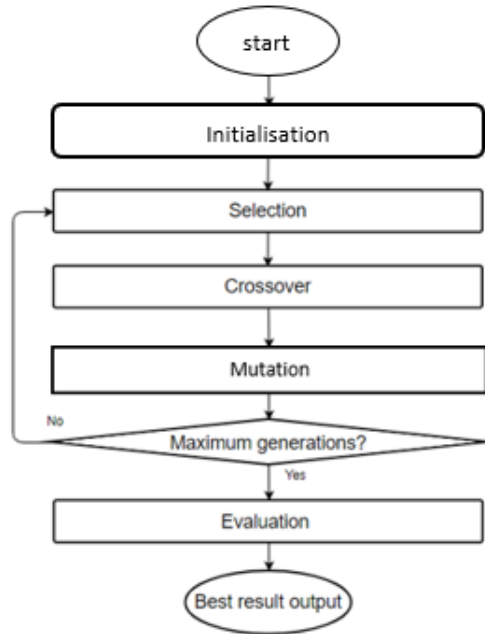 start
Initialisation
Selection
Crossover
Mutation
No
Maximum generations?
Yes
Evaluation
Best result output